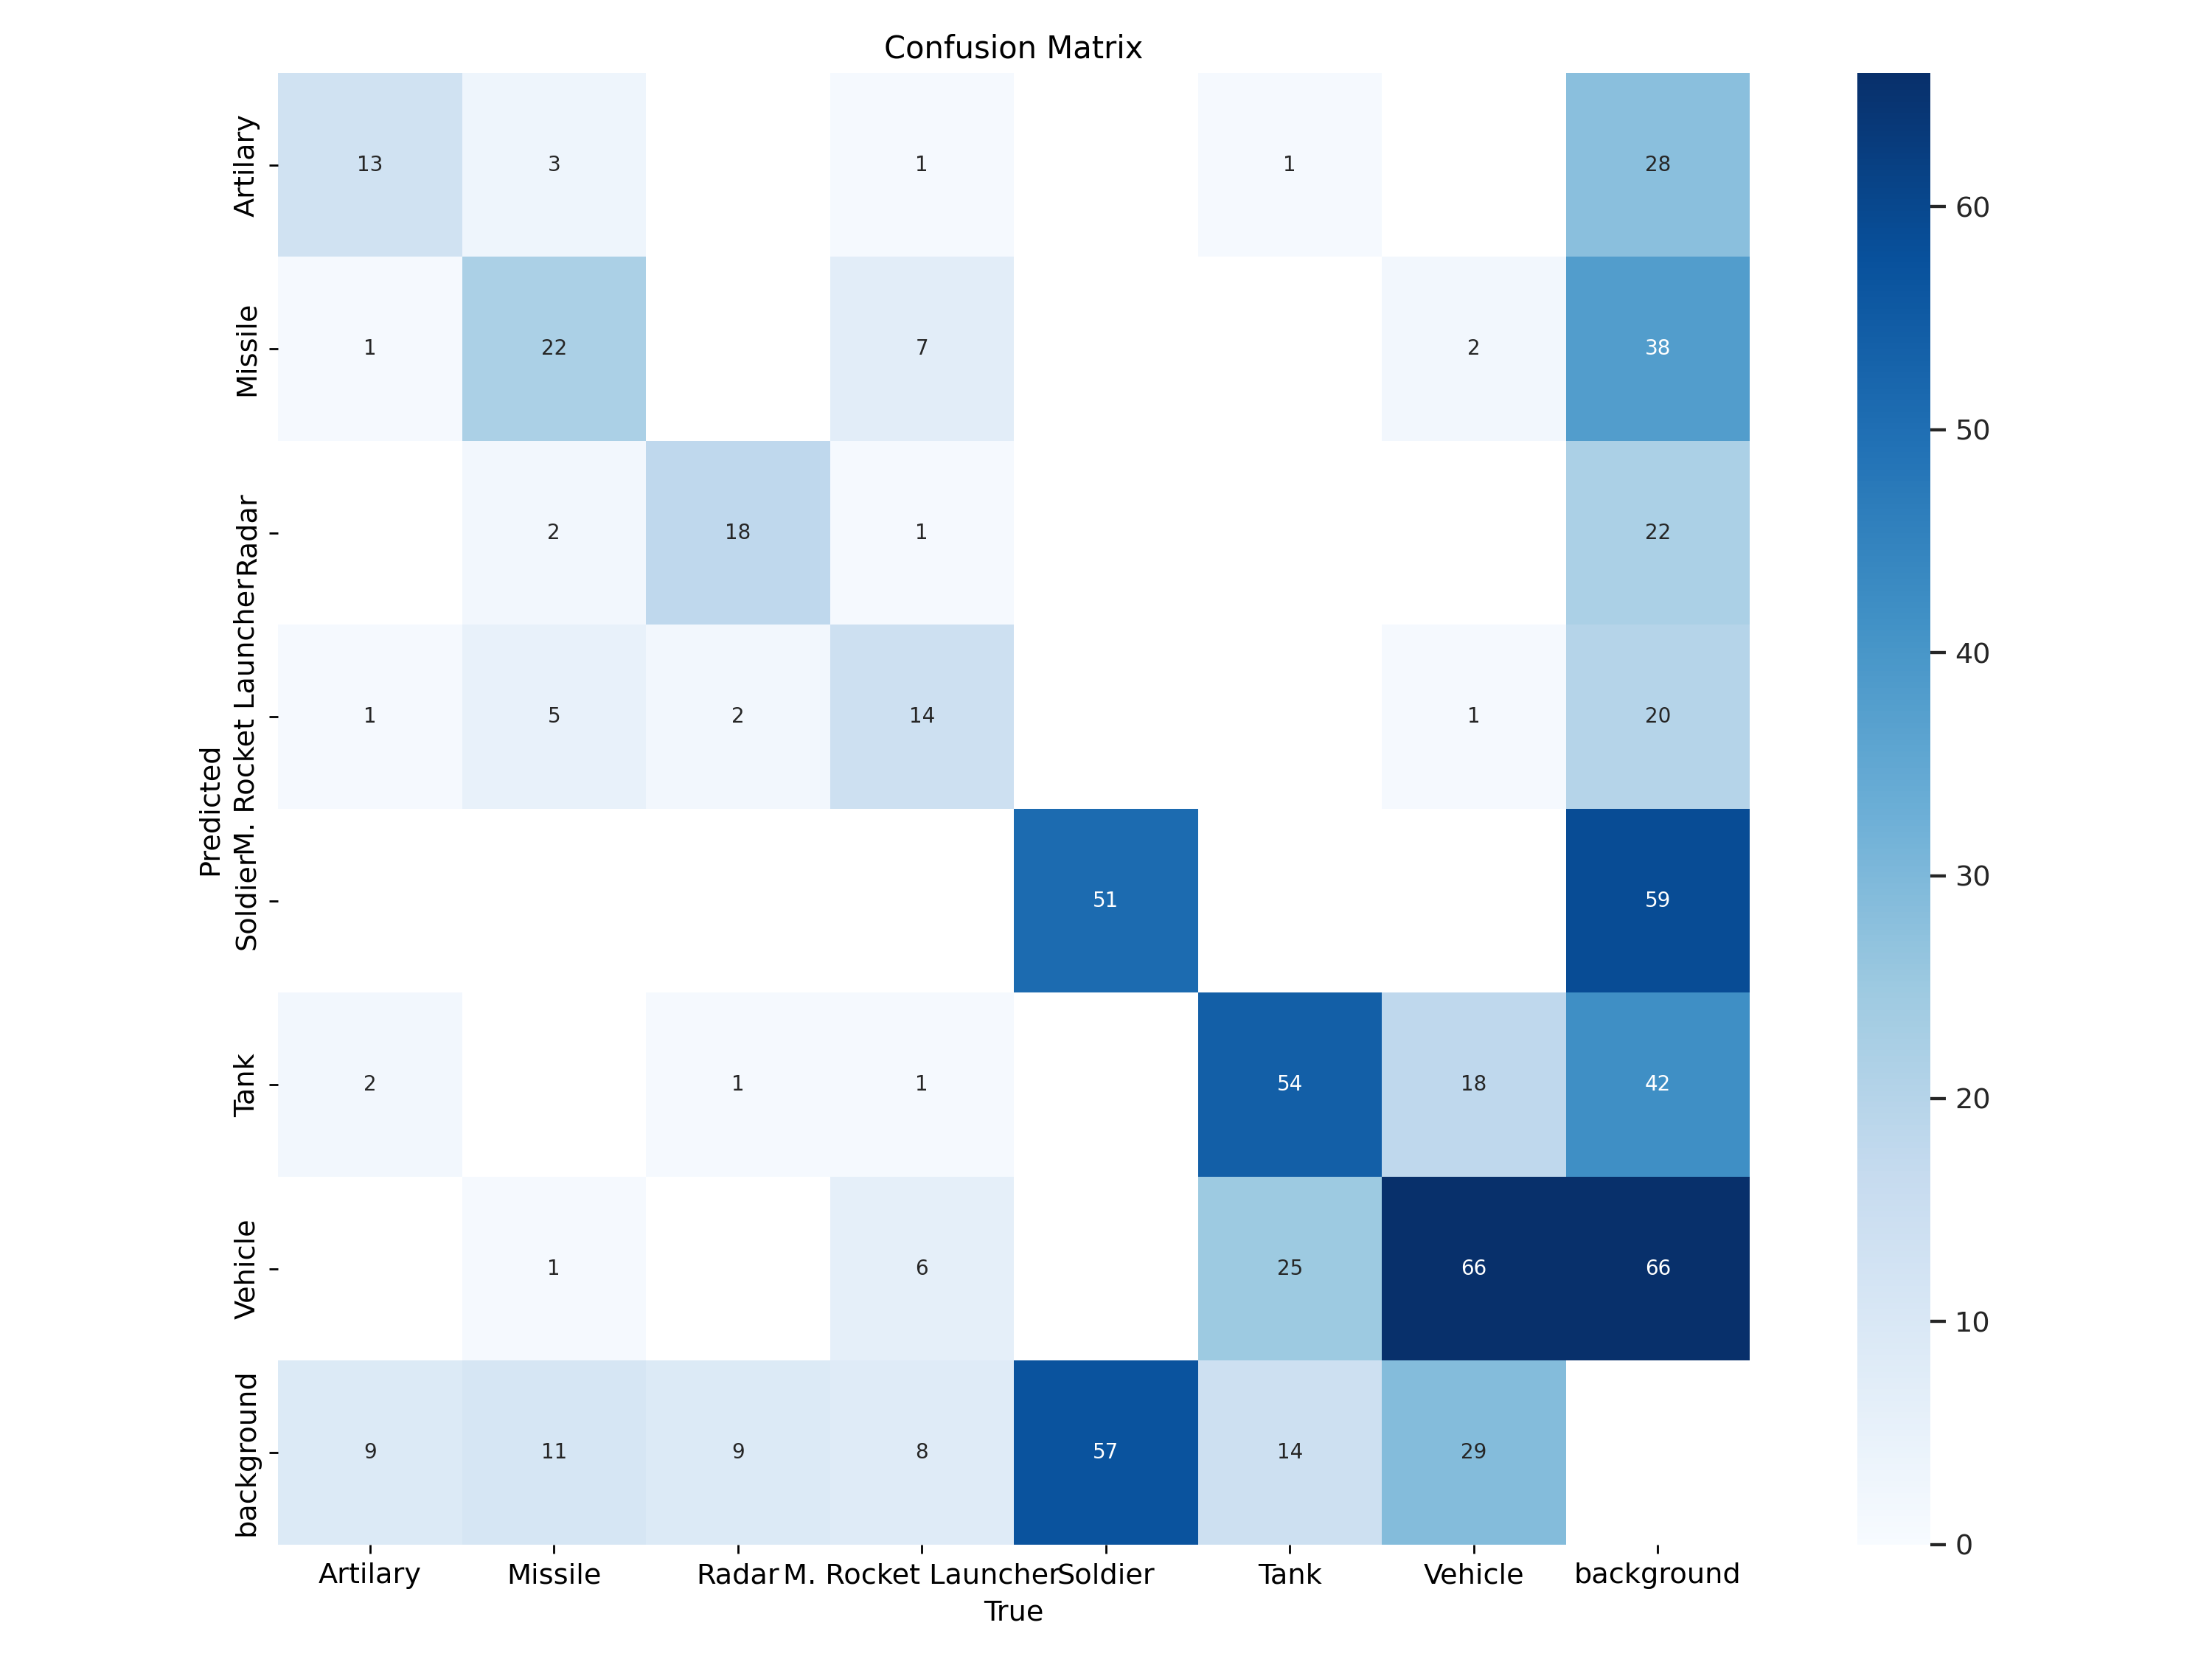 Confusion Matrix
Artilary 13 3 1 1 28
Missile 1 22 7 2 38
Radar 2 18 1 22
M. Rocket Launcher 1 5 2 14 1 20
Soldier 51 59
Tank 2 1 1 54 18 42
Vehicle 1 6 25 66 66
background 9 11 9 8 57 14 29
Predicted
Artilary Missile Radar M. Rocket Launcher Soldier Tank Vehicle background
True
60
50
40
30
20
10
0